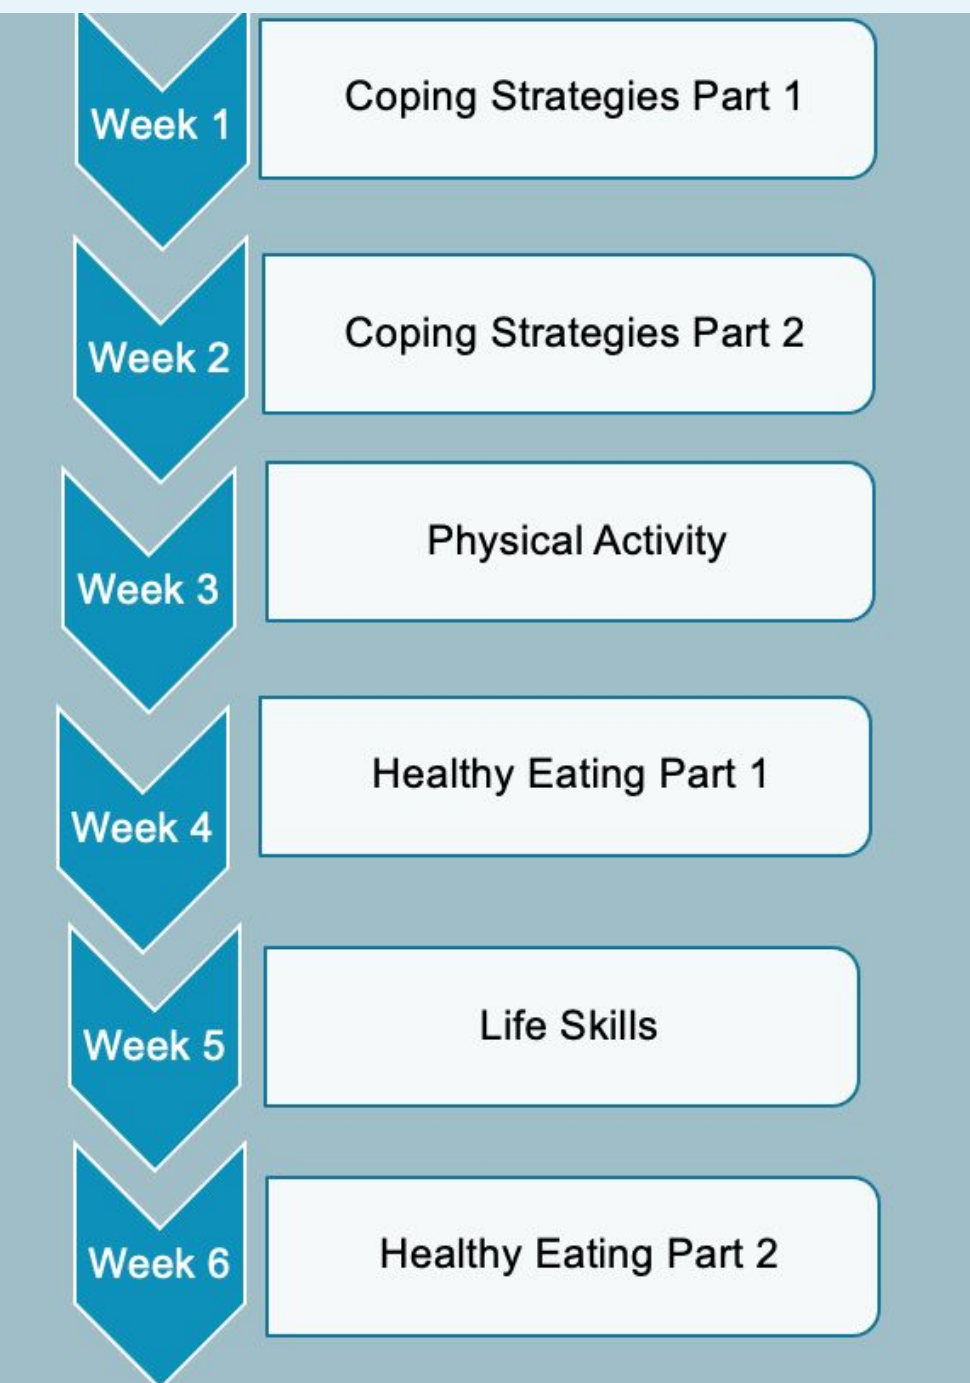 Week 1
Coping Strategies Part 1
Week 2
Coping Strategies Part 2
Week 3
Physical Activity
Week 4
Healthy Eating Part 1
Week 5
Life Skills
Week 6
Healthy Eating Part 2